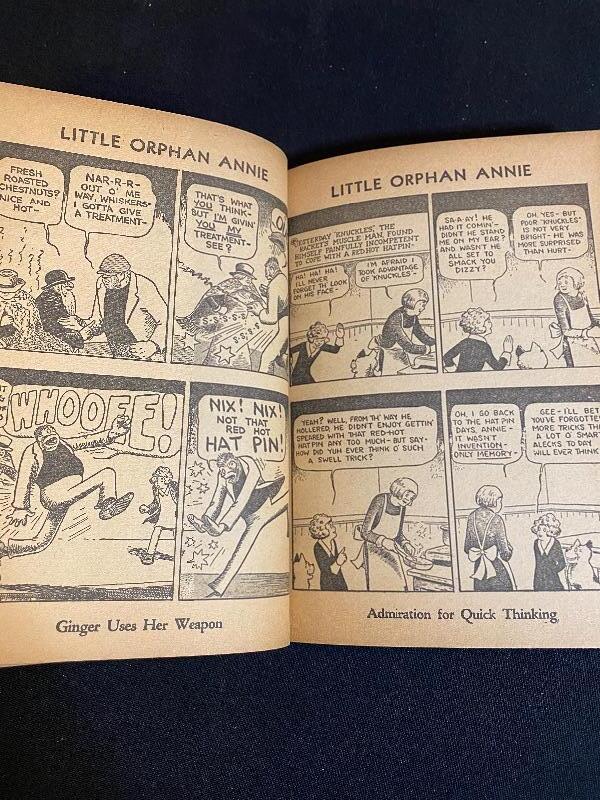 LITTLE ORPHAN ANNIE
FRESH
ROASTED
CHESTNUTS?
NICE AND
HOT-
NAR-R-R-
OUT O' ME
WAY, WHISKERS-
I GOTTA GIVE
A TREATMENT-
THAT'S WHAT
YOU THINK-
BUT I'M GIVIN'
YOU MY
TREATMENT-
SEE?
S-S-S-S
S-S-S
WHOOEE!
NIX! NIX!
NOT THAT
RED HOT
HAT PIN!
Ginger Uses Her Weapon
LITTLE ORPHAN ANNIE
YESTERDAY "KNUCKLES", THE
RACKET'S MUSCLE MAN, FOUND
HIMSELF PAINFULLY INCOMPETENT
TO COPE WITH A RED-HOT HATPIN-
HA! HA! HA!
I'LL NEVER
FORGET TH' LOOK
ON HIS FACE-
I'M AFRAID I
TOOK ADVANTAGE
OF "KNUCKLES"-
SA-A-AY! HE
HAD IT COMIN'-
DIDN'T HE STAND
ME ON MY EAR?
AND WASN'T HE
ALL SET TO
SMACK YOU
DIZZY?
OH, YES- BUT
POOR "KNUCKLES"
IS NOT VERY
BRIGHT- HE WAS
MORE SURPRISED
THAN HURT-
YEAH? WELL, FROM TH' WAY HE
HOLLERED, HE DIDN'T ENJOY GETTIN'
SPEARED WITH THAT RED-HOT
HATPIN ANY TOO MUCH- BUT SAY-
HOW DID YUH EVER THINK O' SUCH
A SWELL TRICK?
OH, I GO BACK
TO THE HATPIN
DAYS, ANNIE-
IT WASN'T
INVENTION-
ONLY MEMORY-
GEE- I'LL BET
YOU'VE FORGOTTEN
MORE TRICKS TH
A LOT O' SMART
ALECKS TO-DAY
WILL EVER THINK
Admiration for Quick Thinking